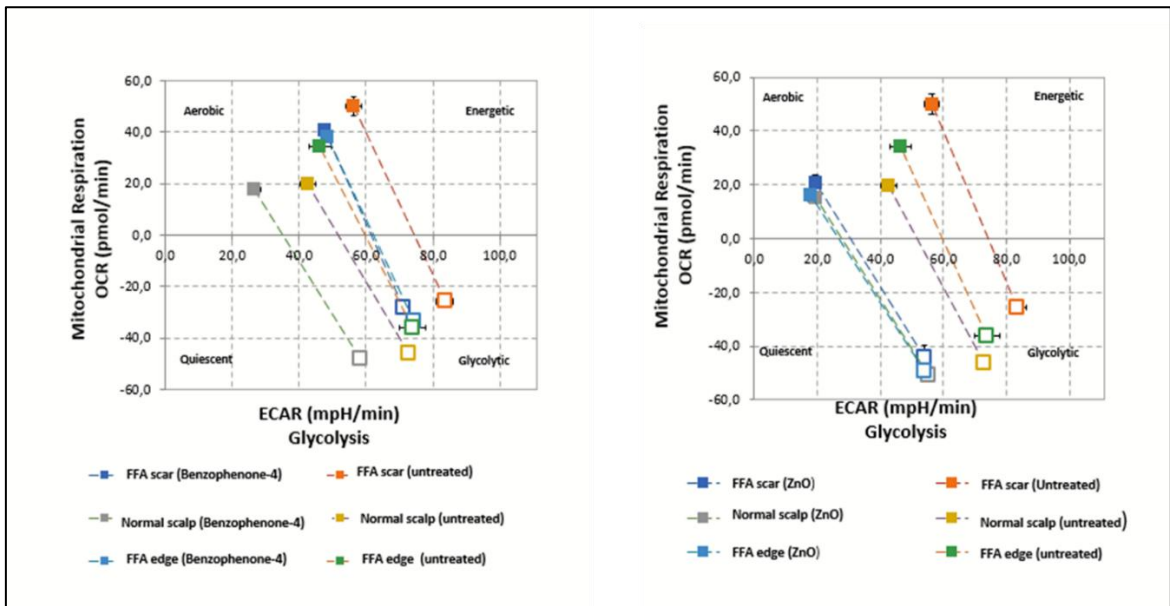 60,0
Aerobic
Energetic
40,0
20,0
0,0
0,0
20,0
40,0
60,0
80,0
100,0
-20,0
-40,0
Quiescent
Glycolytic
-60,0
Mitochondrial Respiration
OCR (pmol/min)
ECAR (mpH/min)
Glycolysis
FFA scar (Benzophenone-4)
FFA scar (untreated)
Normal scalp (Benzophenone-4)
Normal scalp (untreated)
FFA edge (Benzophenone-4)
FFA edge (untreated)
60,0
Aerobic
Energetic
40,0
20,0
0,0
0,0
20,0
40,0
60,0
80,0
100,0
-20,0
-40,0
Quiescent
Glycolytic
-60,0
Mitochondrial Respiration
OCR (pmol/min)
ECAR (mpH/min)
Glycolysis
FFA scar (ZnO)
FFA scar (Untreated)
Normal scalp (ZnO)
Normal scalp (untreated)
FFA edge (ZnO)
FFA edge (untreated)